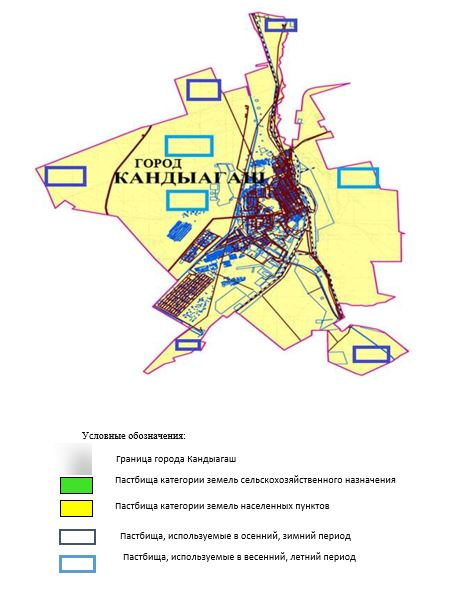 ГОРОД
КАНДЫАГАШ
Условные обозначения:
Граница города Кандыагаш
Пастбища категории земель сельскохозяйственного назначения
Пастбища категории земель населенных пунктов
Пастбища, используемые в осенний, зимний период
Пастбища, используемые в весенний, летний период